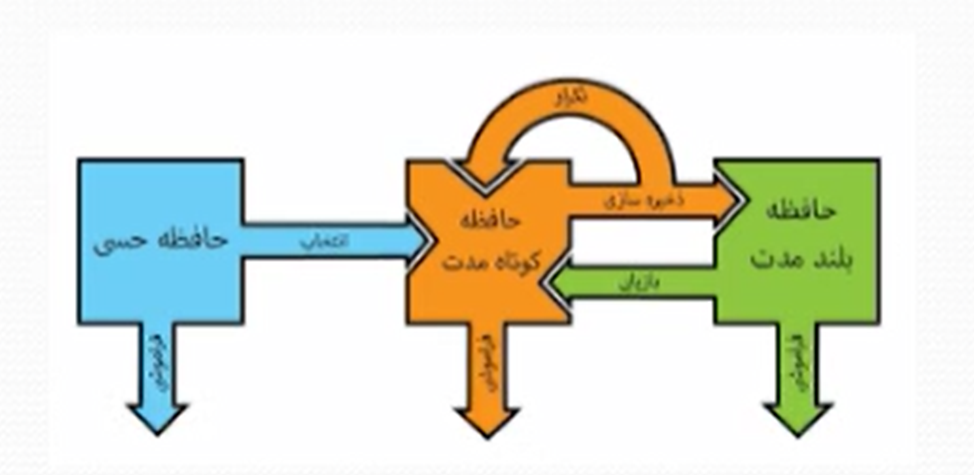 تکرار
حافظه حسی
انتخاب
حافظه
کوتاه مدت
ذخیره سازی
بازیابی
حافظه
بلند مدت
فراموشی
فراموشی
فراموشی